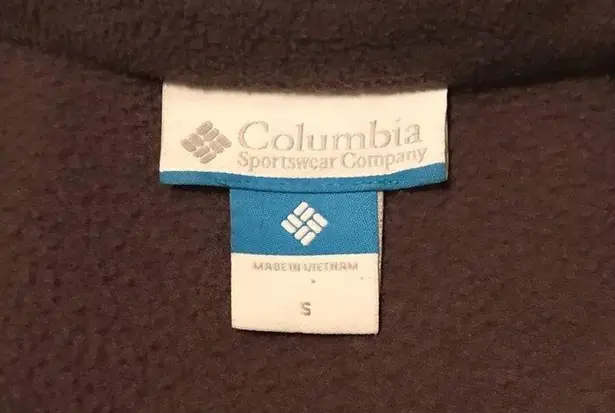 Columbia
Sportswear Company
MADE IN VIETNAM
S